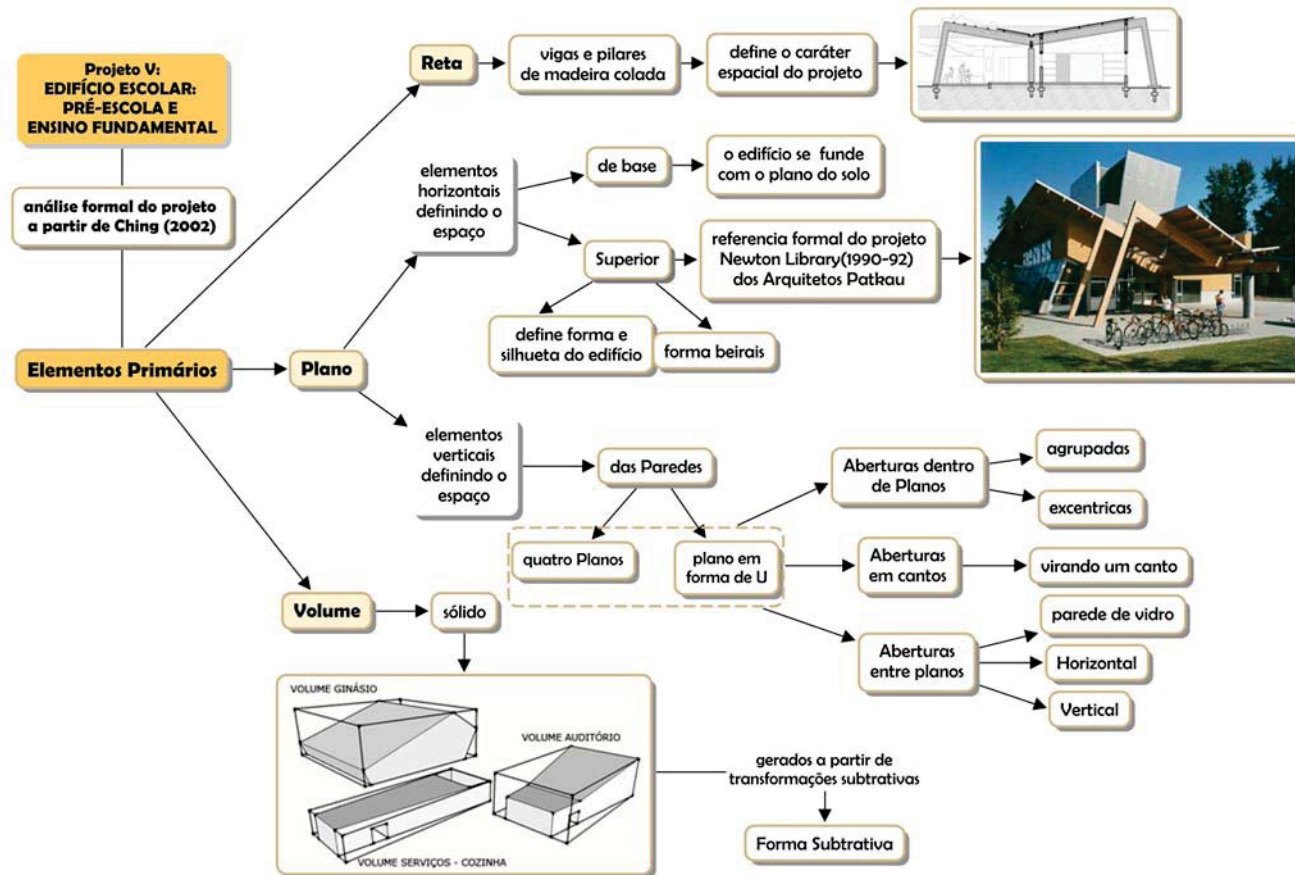 Projeto V:
EDIFÍCIO ESCOLAR:
PRÉ-ESCOLA E
ENSINO FUNDAMENTAL
análise formal do projeto
a partir de Ching (2002)
Elementos Primários
Reta
vigas e pilares
de madeira colada
define o caráter
espacial do projeto
Plano
elementos
horizontais
definindo o
espaço
de base
o edifício se funde
com o plano do solo
Superior
referencia formal do projeto
Newton Library(1990-92)
dos Arquitetos Patkau
define forma e
silhueta do edifício
forma beirais
elementos
verticais
definindo o
espaço
das Paredes
quatro Planos
plano em
forma de U
Aberturas dentro
de Planos
agrupadas
excentricas
Aberturas
em cantos
virando um canto
Aberturas
entre planos
parede de vidro
Horizontal
Vertical
Volume
sólido
VOLUME GINÁSIO
VOLUME AUDITÓRIO
VOLUME SERVIÇOS - COZINHA
gerados a partir de
transformações subtrativas
Forma Subtrativa